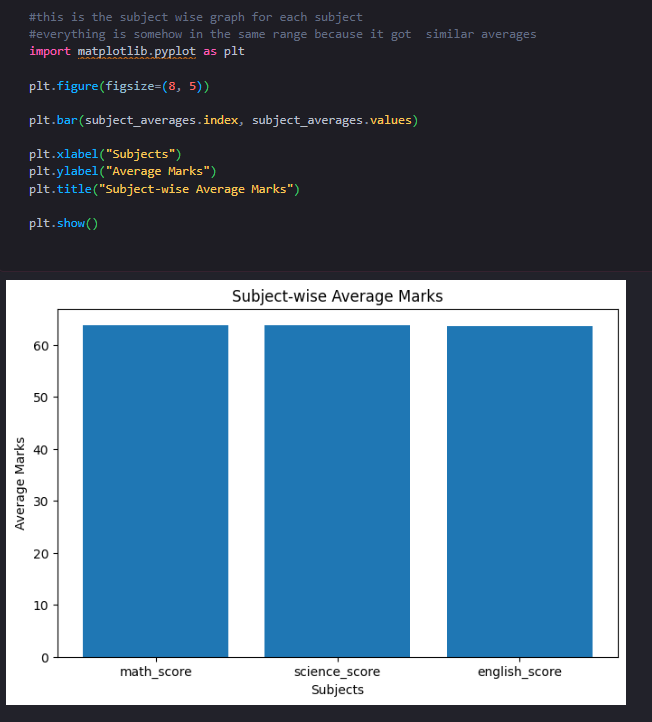 #this is the subject wise graph for each subject
#everything is somehow in the same range because it got  similar averages
import matplotlib.pyplot as plt
plt.figure(figsize=(8, 5))
plt.bar(subject_averages.index, subject_averages.values)
plt.xlabel("Subjects")
plt.ylabel("Average Marks")
plt.title("Subject-wise Average Marks")
plt.show()
Subject-wise Average Marks
Average Marks
60
50
40
30
20
10
0
math_score science_score english_score
Subjects